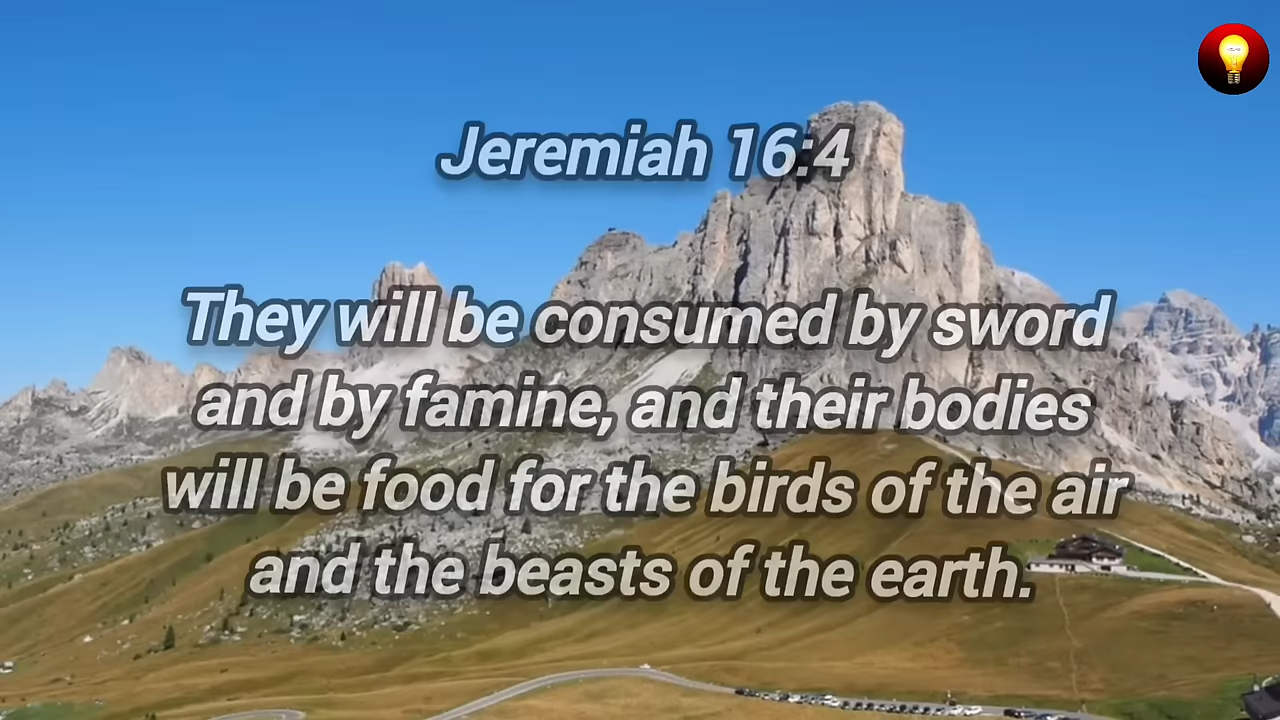 Jeremiah 16:4
They will be consumed by sword
and by famine, and their bodies
will be food for the birds of the air
and the beasts of the earth.